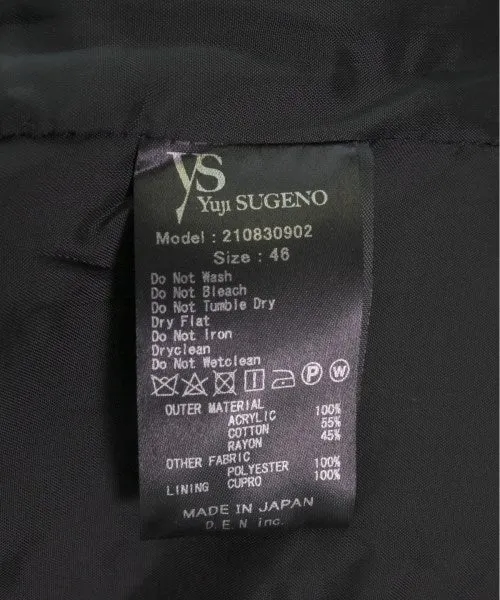 YS
Yuji SUGENO
Model : 210830902
Size : 46
Do Not Wash
Do Not Bleach
Do Not Tumble Dry
Dry Flat
Do Not Iron
Dryclean
Do Not Wetclean
P W
OUTER MATERIAL
ACRYLIC 100%
COTTON 55%
RAYON 45%
OTHER FABRIC
POLYESTER 100%
LINING CUPRO 100%
MADE IN JAPAN
D.E.N inc.